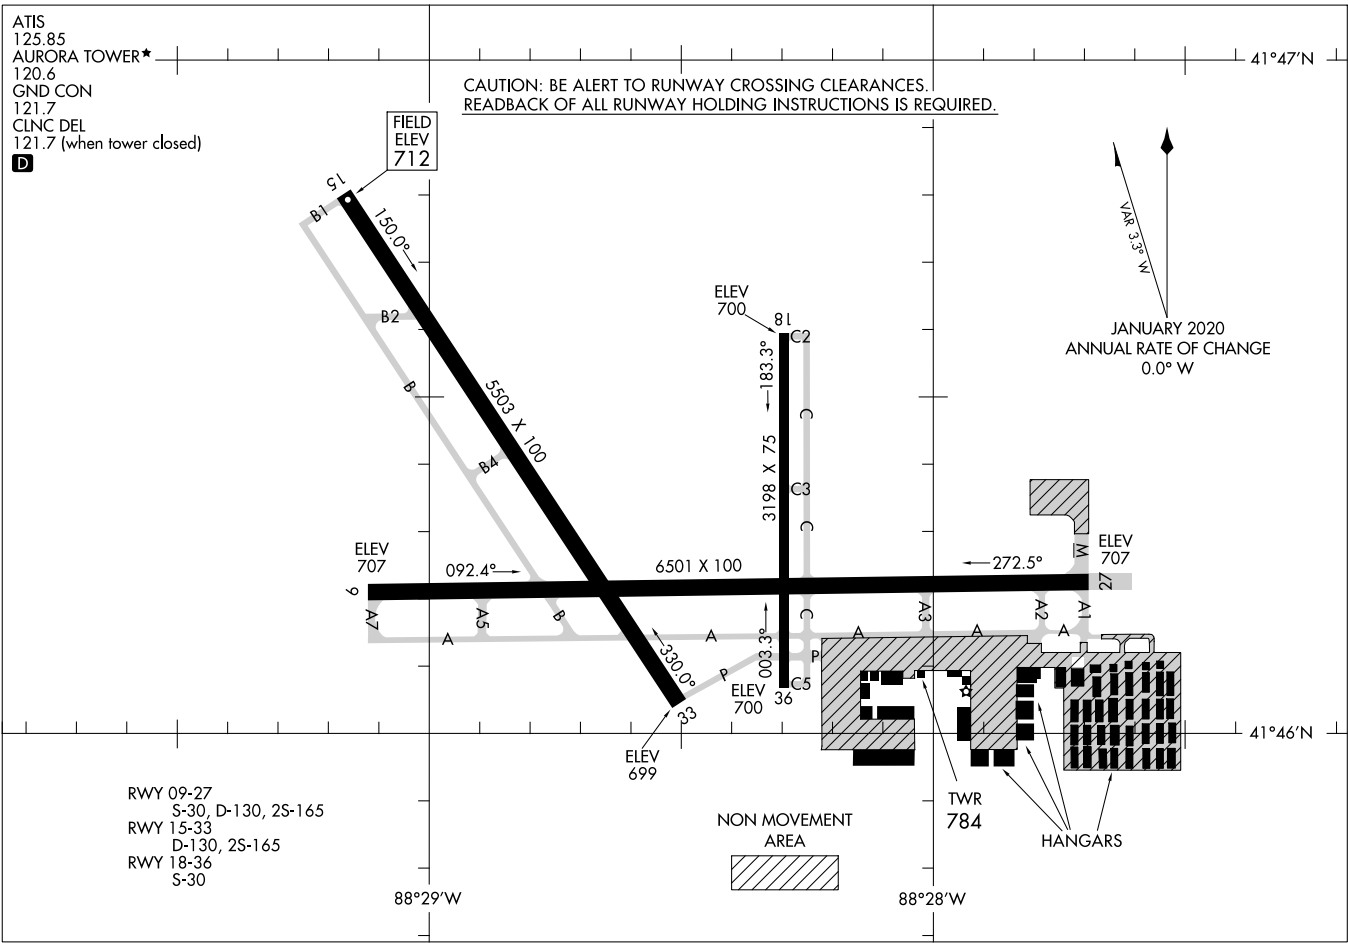 ATIS
125.85
AURORA TOWER★
120.6
GND CON
121.7
CLNC DEL
121.7 (when tower closed)
D
CAUTION: BE ALERT TO RUNWAY CROSSING CLEARANCES.
READBACK OF ALL RUNWAY HOLDING INSTRUCTIONS IS REQUIRED.
41°47'N
FIELD
ELEV
712
15
B1
150.0°
B2
B
5503 X 100
B4
VAR 3.3° W
JANUARY 2020
ANNUAL RATE OF CHANGE
0.0° W
ELEV
700
18
C2
183.3°
C
3198 X 75
C3
C
ELEV
707
9
092.4°
6501 X 100
272.5°
ELEV
707
27
M
A7
A
A5
B
A
003.3°
C
A
A3
A
A2
A
A1
330.0°
P
P
33
ELEV
699
ELEV
700
C5
36
41°46'N
RWY 09-27
S-30, D-130, 2S-165
RWY 15-33
D-130, 2S-165
RWY 18-36
S-30
NON MOVEMENT
AREA
TWR
784
HANGARS
88°29'W
88°28'W